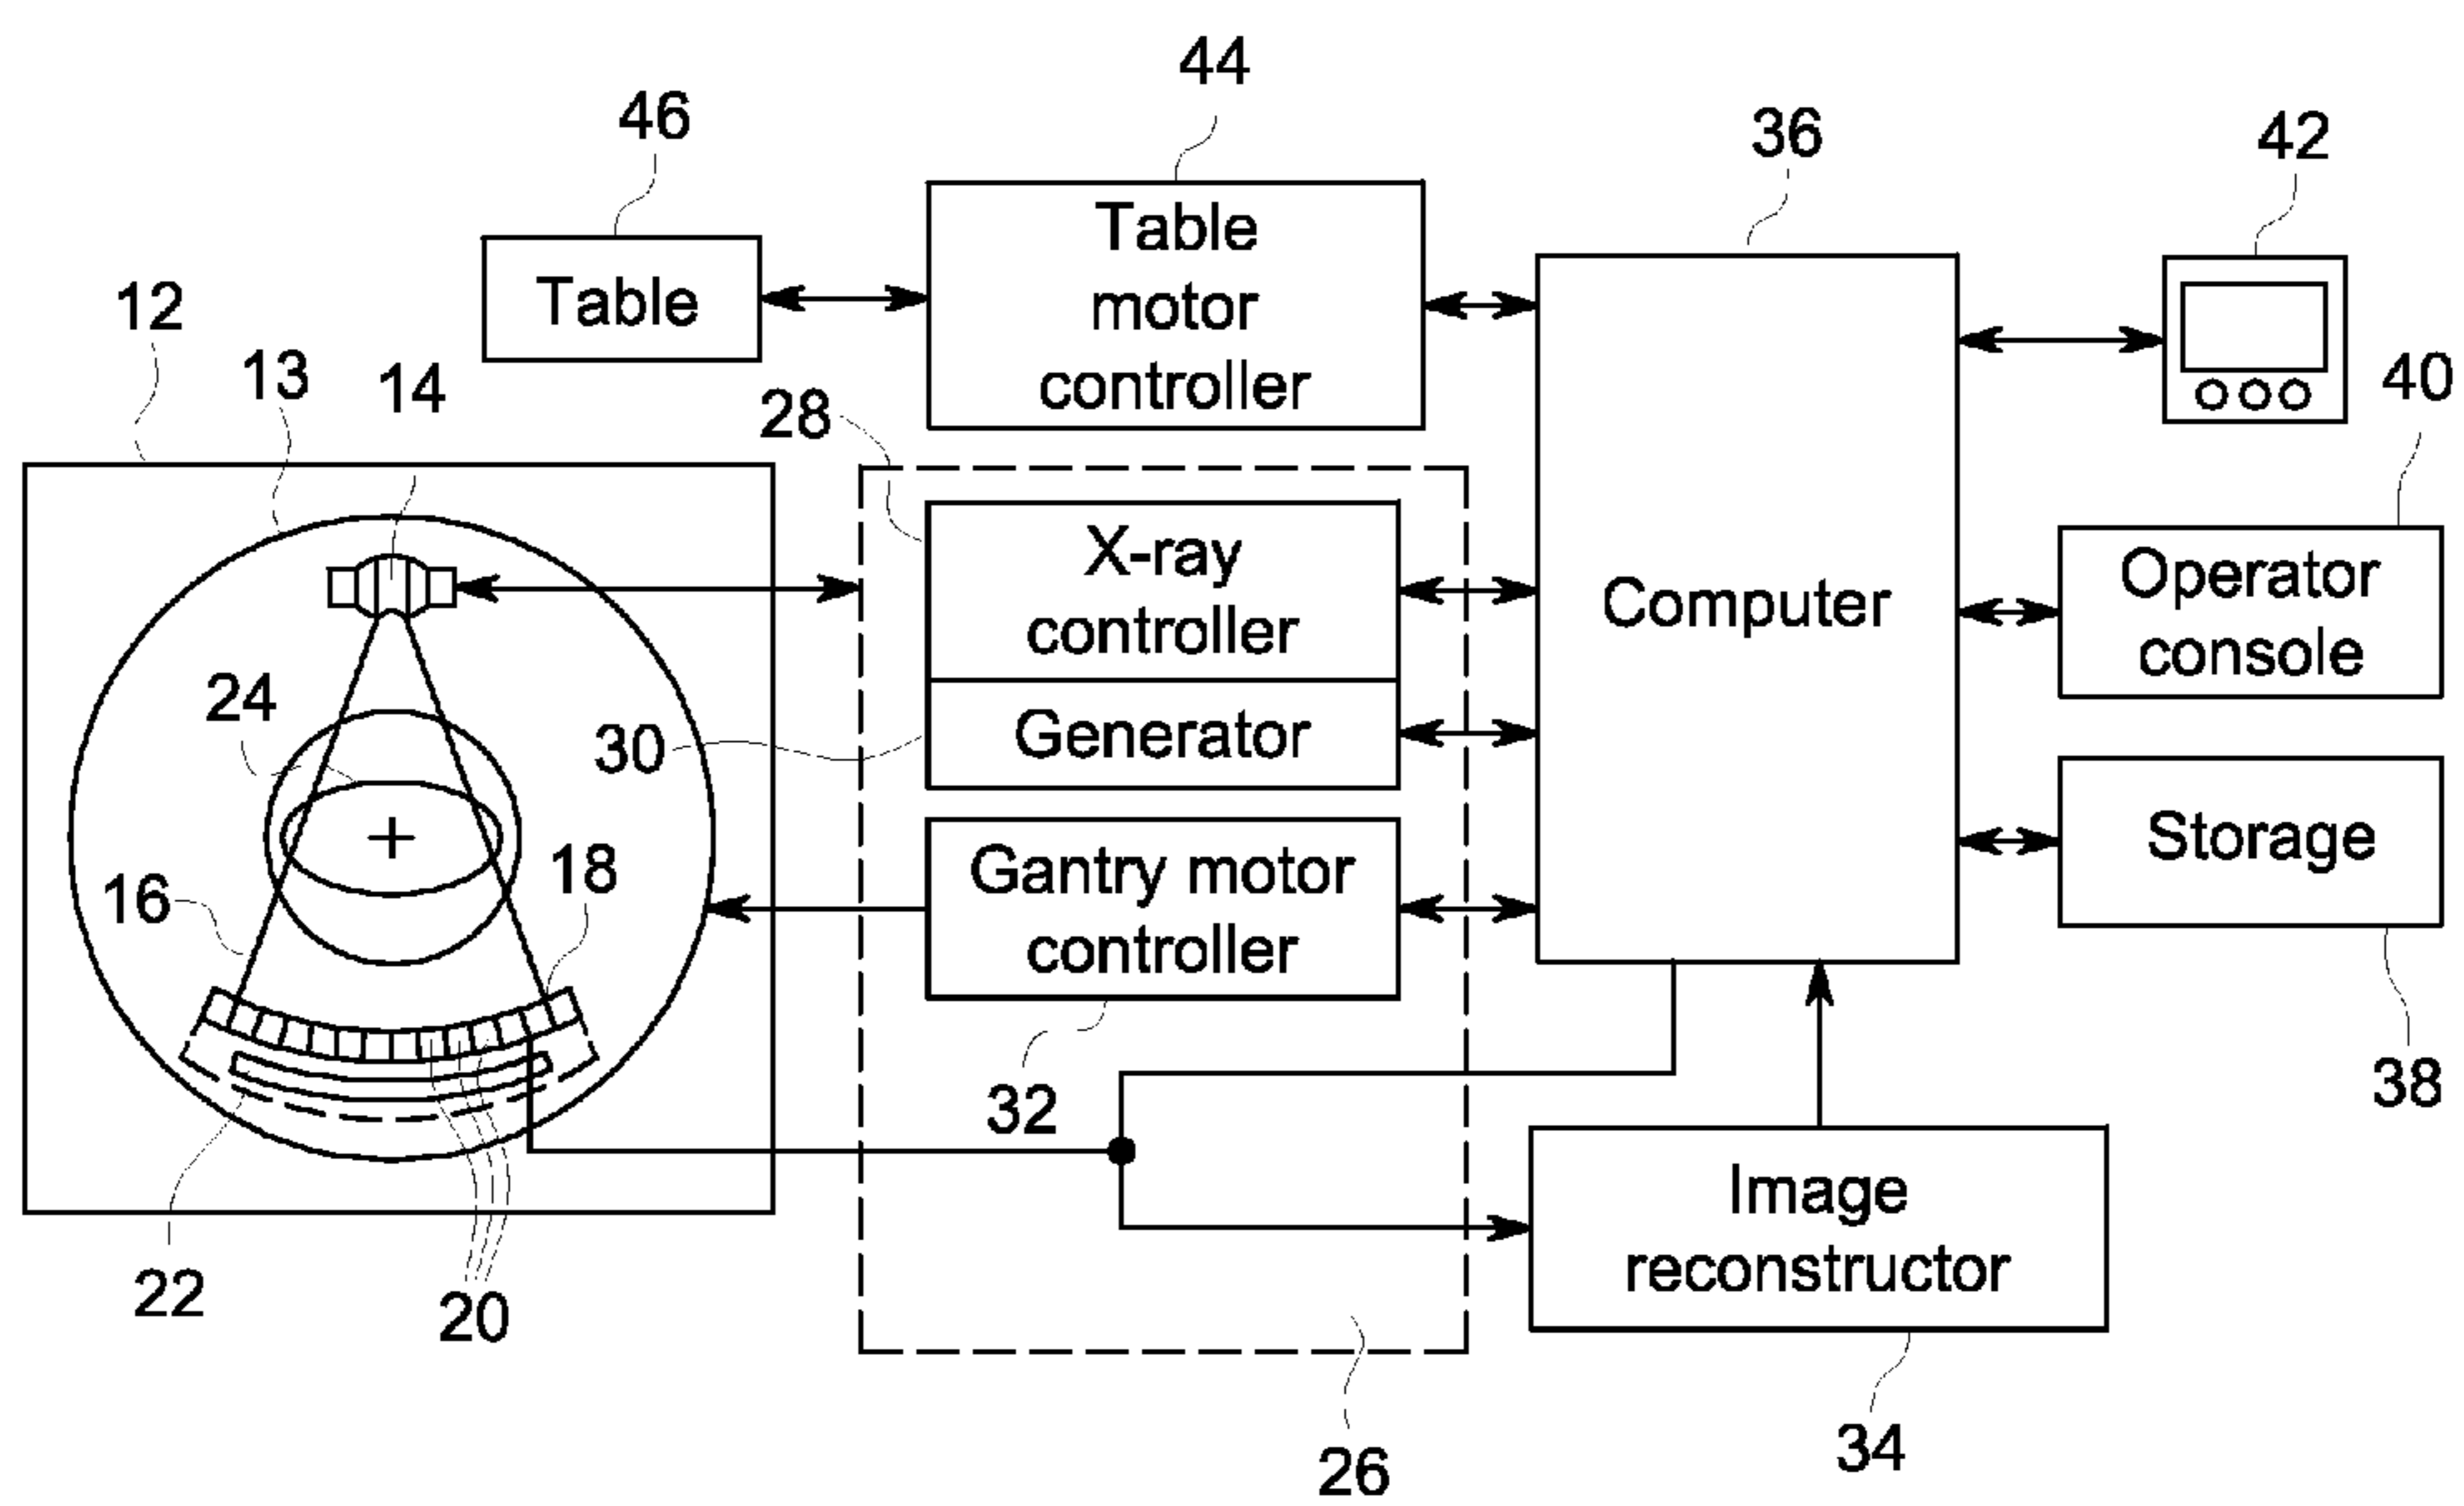 44
46
36
42
Table
motor
controller
Table
12
13
14
28
40
X-ray
controller
Operator
console
Computer
24
30
Generator
Storage
16
18
Gantry motor
controller
32
38
Image
reconstructor
22
20
26
34